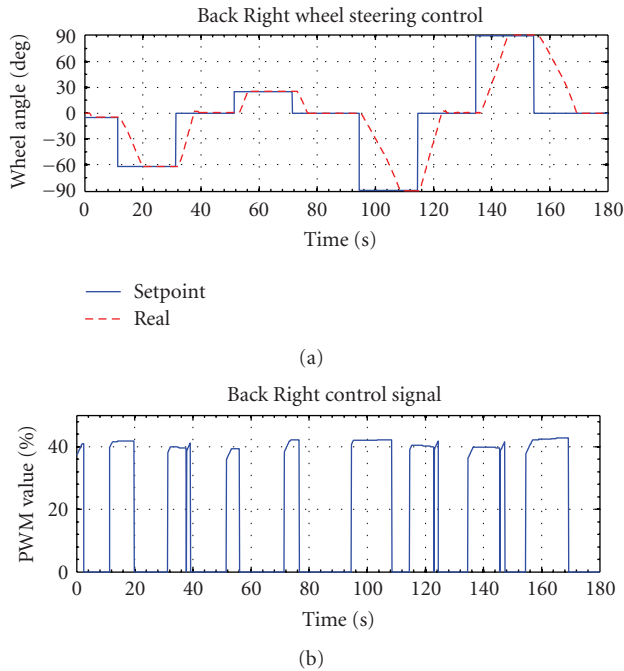 Back Right wheel steering control
Wheel angle (deg)
90
60
30
0
−30
−60
−90
0 20 40 60 80 100 120 140 160 180
Time (s)
Setpoint
Real
(a)
Back Right control signal
PWM value (%)
40
20
0
0 20 40 60 80 100 120 140 160 180
Time (s)
(b)